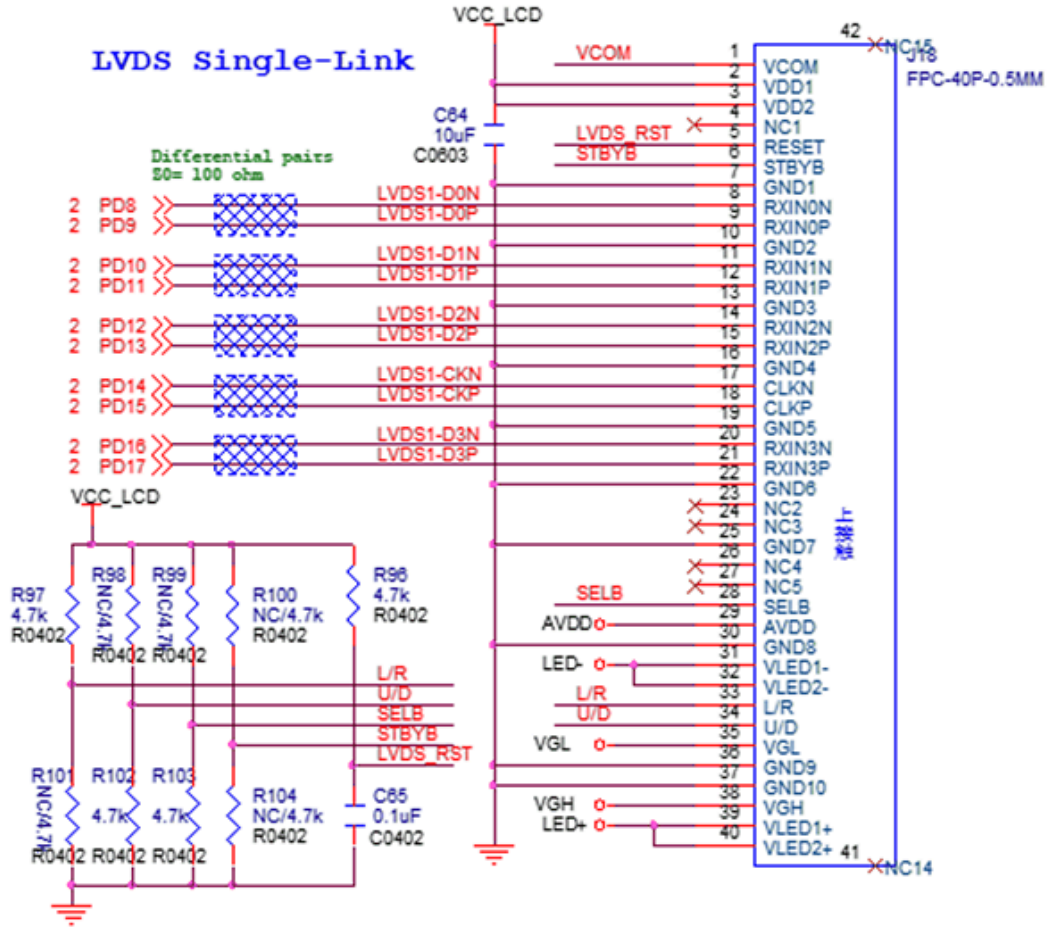 LVDS Single-Link
VCC_LCD
C64
10uF
C0603
Differential pairs
Z0= 100 ohm
2 PD8
2 PD9
2 PD10
2 PD11
2 PD12
2 PD13
2 PD14
2 PD15
2 PD16
2 PD17
VCOM
LVDS_RST
STBYB
LVDS1-D0N
LVDS1-D0P
LVDS1-D1N
LVDS1-D1P
LVDS1-D2N
LVDS1-D2P
LVDS1-CKN
LVDS1-CKP
LVDS1-D3N
LVDS1-D3P
SELB
AVDD
LED-
L/R
U/D
VGL
VGH
LED+
42 NC15
J18
FPC-40P-0.5MM
1 VCOM
2 VDD1
3 VDD2
4 NC1
5 RESET
6 STBYB
7 GND1
8 RXIN0N
9 RXIN0P
10 GND2
11 RXIN1N
12 RXIN1P
13 GND3
14 RXIN2N
15 RXIN2P
16 GND4
17 CLKN
18 CLKP
19 GND5
20 RXIN3N
21 RXIN3P
22 GND6
23 NC2
24 NC3
25 GND7
26 NC4
27 NC5
28 SELB
29 AVDD
30 GND8
31 VLED1-
32 VLED2-
33 L/R
34 U/D
35 VGL
36 GND9
37 GND10
38 VGH
39 VLED1+
40 VLED2+
41 NC14
VCC_LCD
R97
4.7k
R0402
R98
NC/4.7k
R0402
R99
NC/4.7k
R0402
R100
NC/4.7k
R0402
R96
4.7k
R0402
L/R
U/D
SELB
STBYB
LVDS_RST
R101
NC/4.7k
R0402
R102
4.7k
R0402
R103
4.7k
R0402
R104
NC/4.7k
R0402
C65
0.1uF
C0402